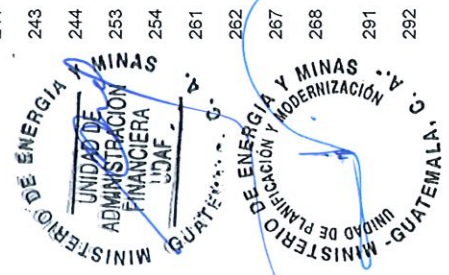 243
244
253
254
261
262
267
268
291
292
MINISTERIO DE ENERGIA Y MINAS
UNIDAD DE
ADMINISTRACIÓN
FINANCIERA
UDAF
GUATEMALA, C. A.
MINISTERIO DE ENERGIA Y MINAS
UNIDAD DE PLANIFICACIÓN Y MODERNIZACIÓN
-GUATEMALA, C. A.-